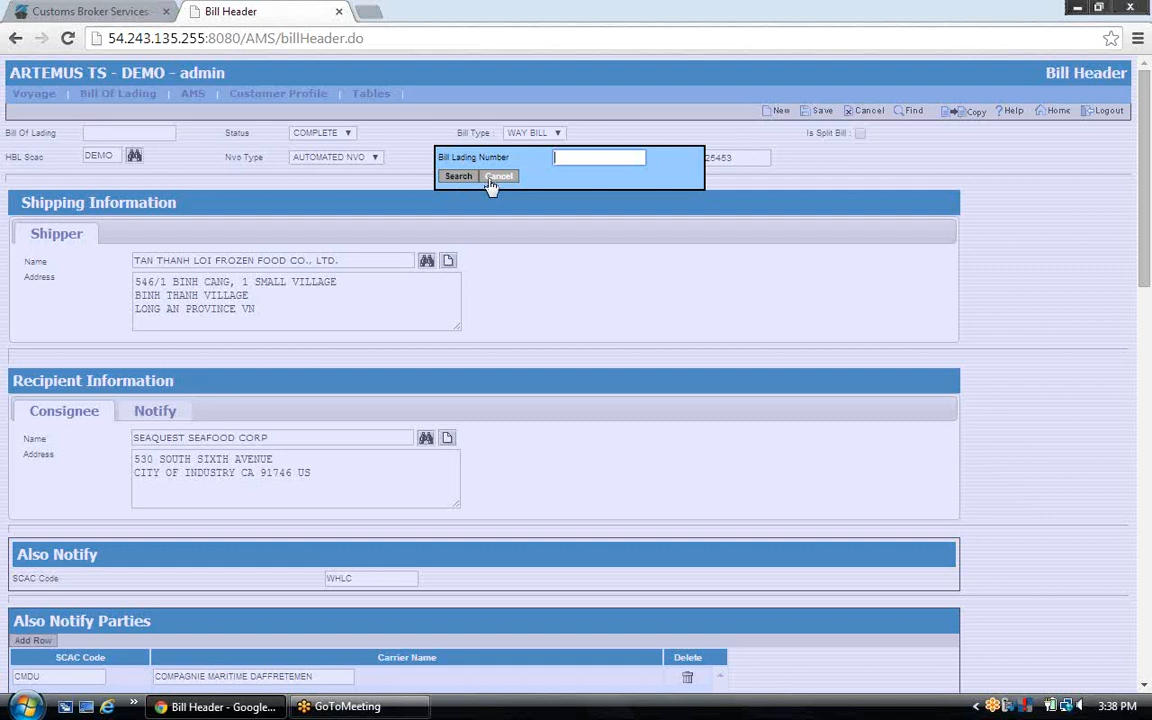 Customs Broker Services
Bill Header
54.243.135.255:8080/AMS/billHeader.do
ARTEMUS TS - DEMO - admin
Bill Header
Voyage | Bill Of Lading | AMS | Customer Profile | Tables |
New Save Cancel Find Copy ? Help Home Logout
Bill Of Lading Status COMPLETE Bill Type : WAY BILL Is Split Bill :
HBL Scac DEMO Nvo Type AUTOMATED NVO
Bill Lading Number
25453
Search Cancel
Shipping Information
Shipper
Name TAN THANH LOI FROZEN FOOD CO., LTD.
Address 546/1 BINH CANG, 1 SMALL VILLAGE
BINH THANH VILLAGE
LONG AN PROVINCE VN
Recipient Information
Consignee Notify
Name SEAQUEST SEAFOOD CORP
Address 530 SOUTH SIXTH AVENUE
CITY OF INDUSTRY CA 91746 US
Also Notify
SCAC Code WHLC
Also Notify Parties
Add Row
SCAC Code Carrier Name Delete
CMDU COMPAGNIE MARITIME DAFFRETEMEN
Bill Header - Google... GoToMeeting 3:38 PM